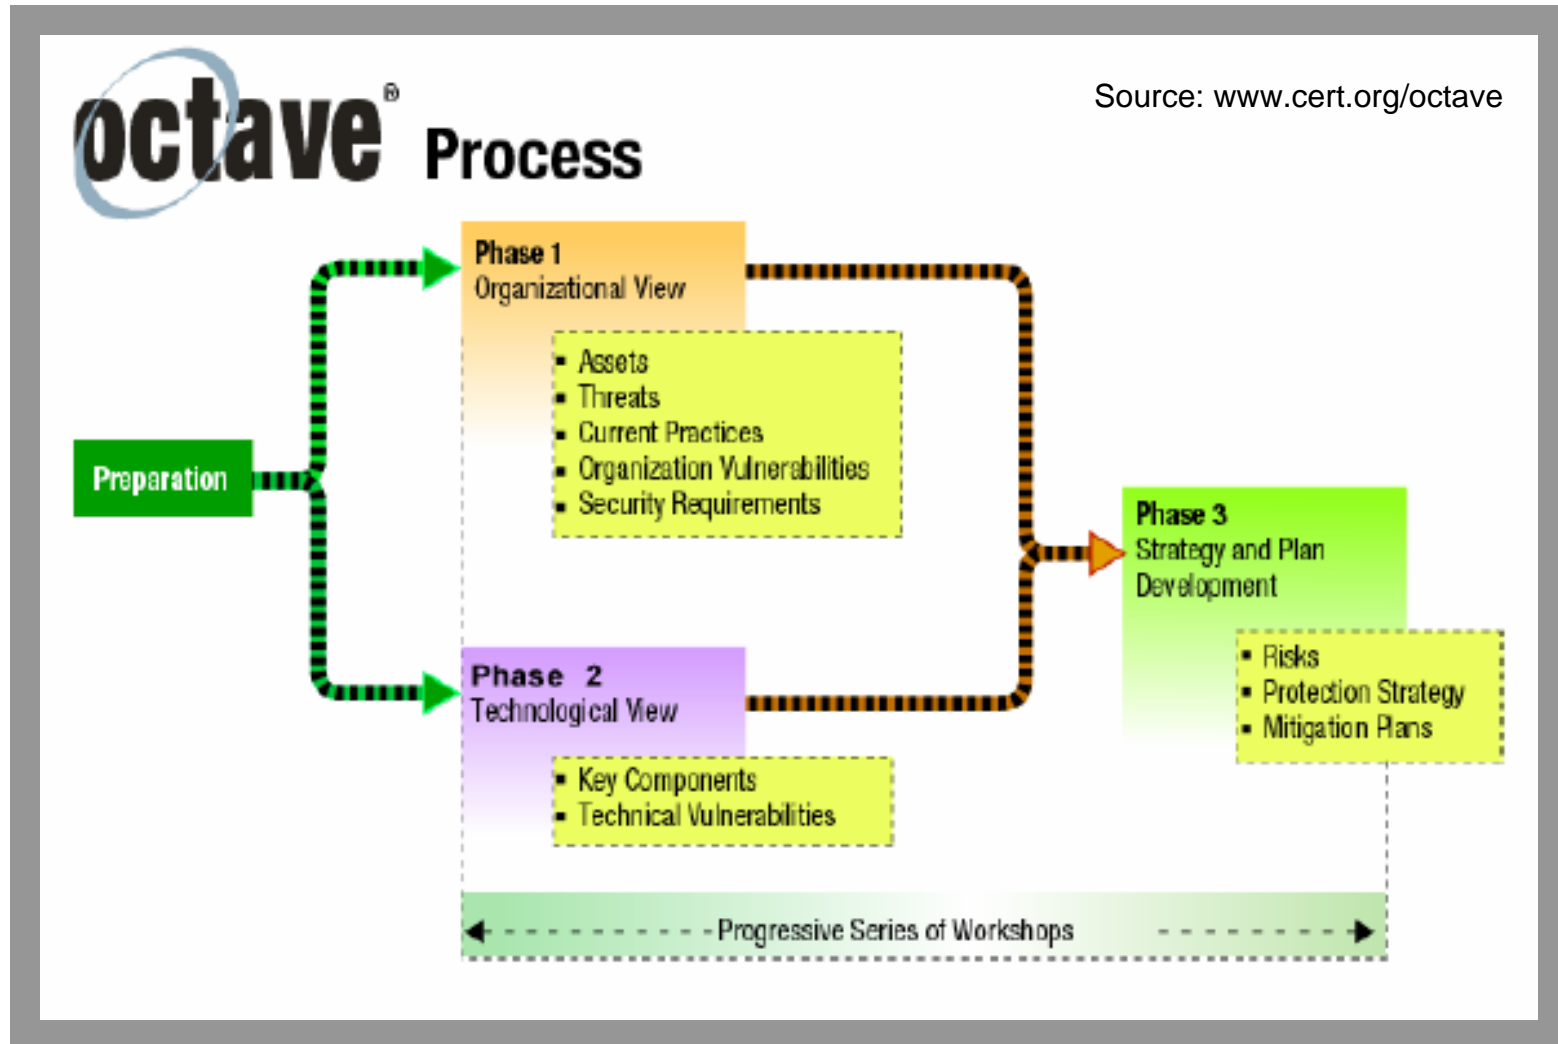 octave® Process
Source: www.cert.org/octave
Phase 1
Organizational View
▪ Assets
▪ Threats
▪ Current Practices
▪ Organization Vulnerabilities
▪ Security Requirements
Preparation
Phase 2
Technological View
▪ Key Components
▪ Technical Vulnerabilities
Phase 3
Strategy and Plan
Development
▪ Risks
▪ Protection Strategy
▪ Mitigation Plans
Progressive Series of Workshops